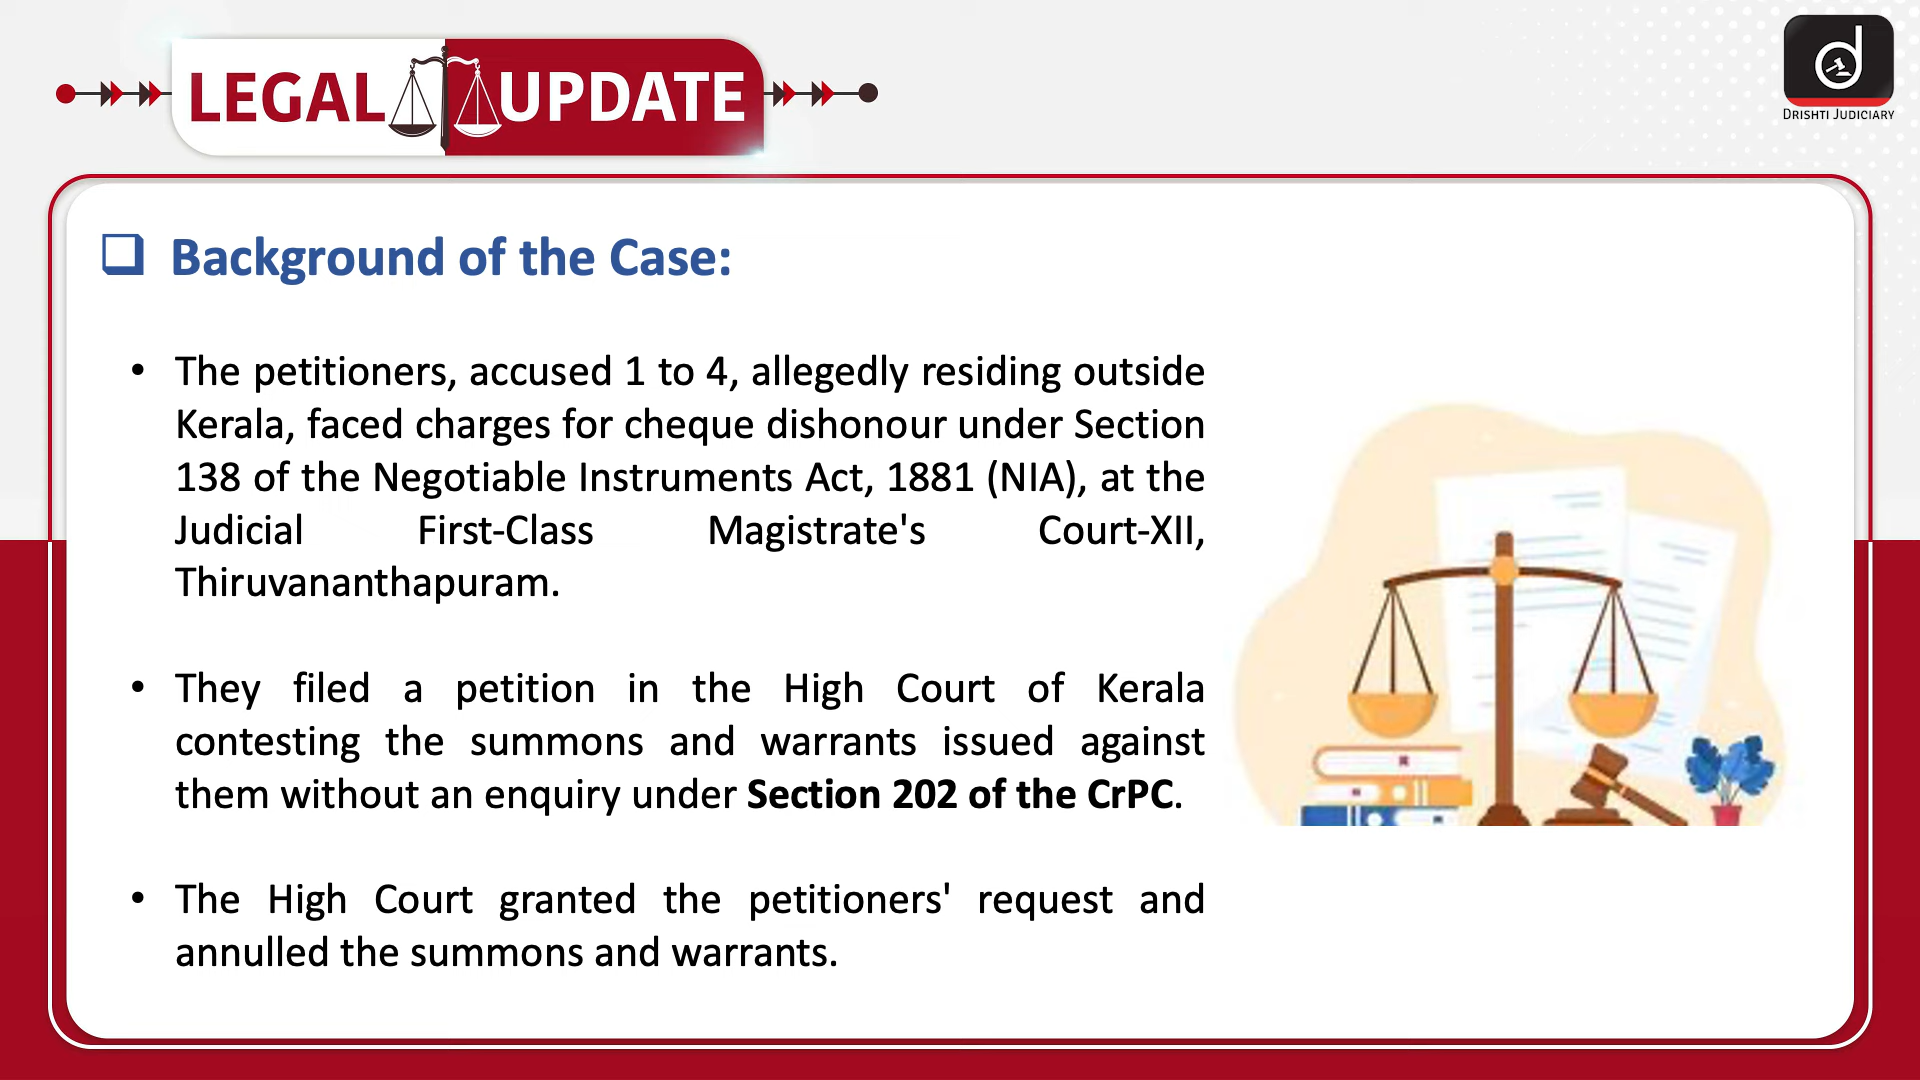 LEGAL UPDATE
DRISHTI JUDICIARY
Background of the Case:
• The petitioners, accused 1 to 4, allegedly residing outside
Kerala, faced charges for cheque dishonour under Section
138 of the Negotiable Instruments Act, 1881 (NIA), at the
Judicial First-Class Magistrate's Court-XII,
Thiruvananthapuram.
• They filed a petition in the High Court of Kerala
contesting the summons and warrants issued against
them without an enquiry under Section 202 of the CrPC.
• The High Court granted the petitioners' request and
annulled the summons and warrants.